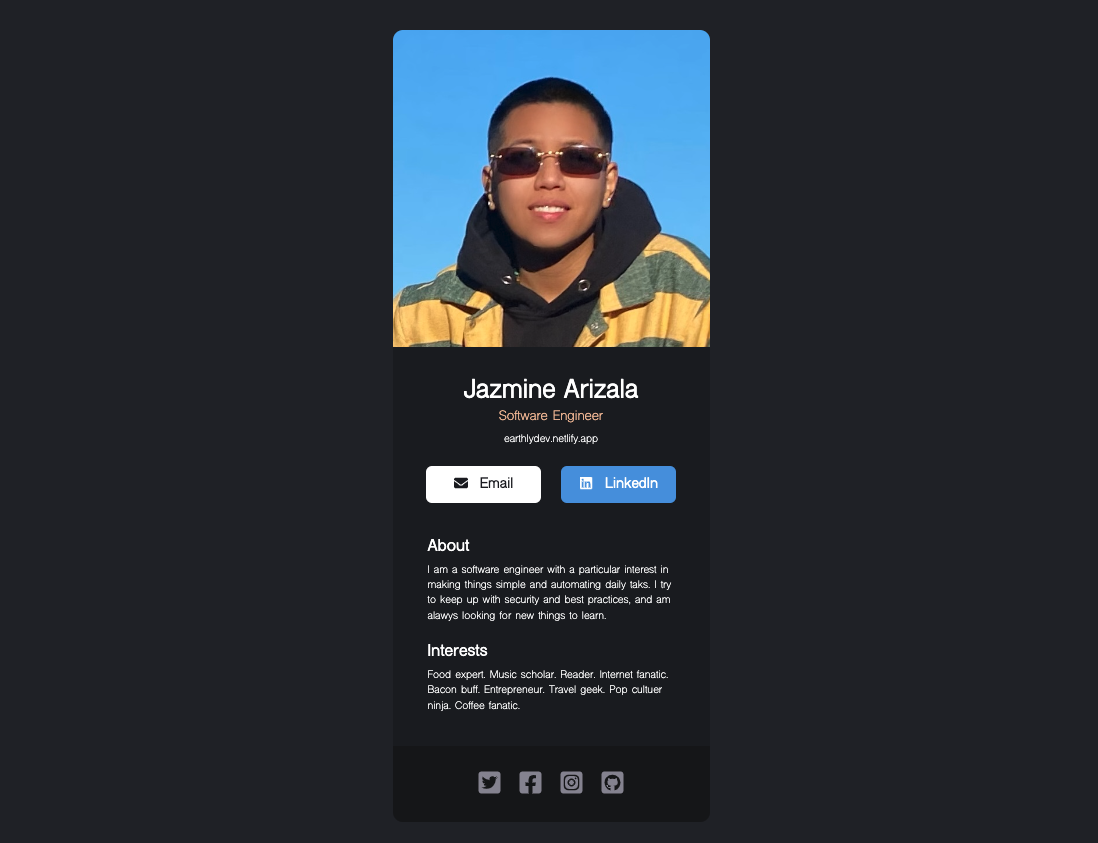 Jazmine Arizala
Software Engineer
earthlydev.netlify.app
Email
LinkedIn
About
I am a software engineer with a particular interest in
making things simple and automating daily taks. I try
to keep up with security and best practices, and am
alawys looking for new things to learn.
Interests
Food expert. Music scholar. Reader. Internet fanatic.
Bacon buff. Entrepreneur. Travel geek. Pop cultuer
ninja. Coffee fanatic.